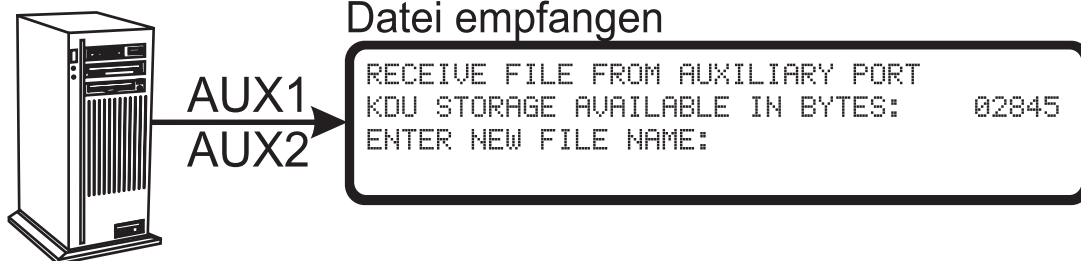 Datei empfangen
RECEIVE FILE FROM AUXILIARY PORT
KDU STORAGE AVAILABLE IN BYTES: 02845
ENTER NEW FILE NAME:
AUX1
AUX2